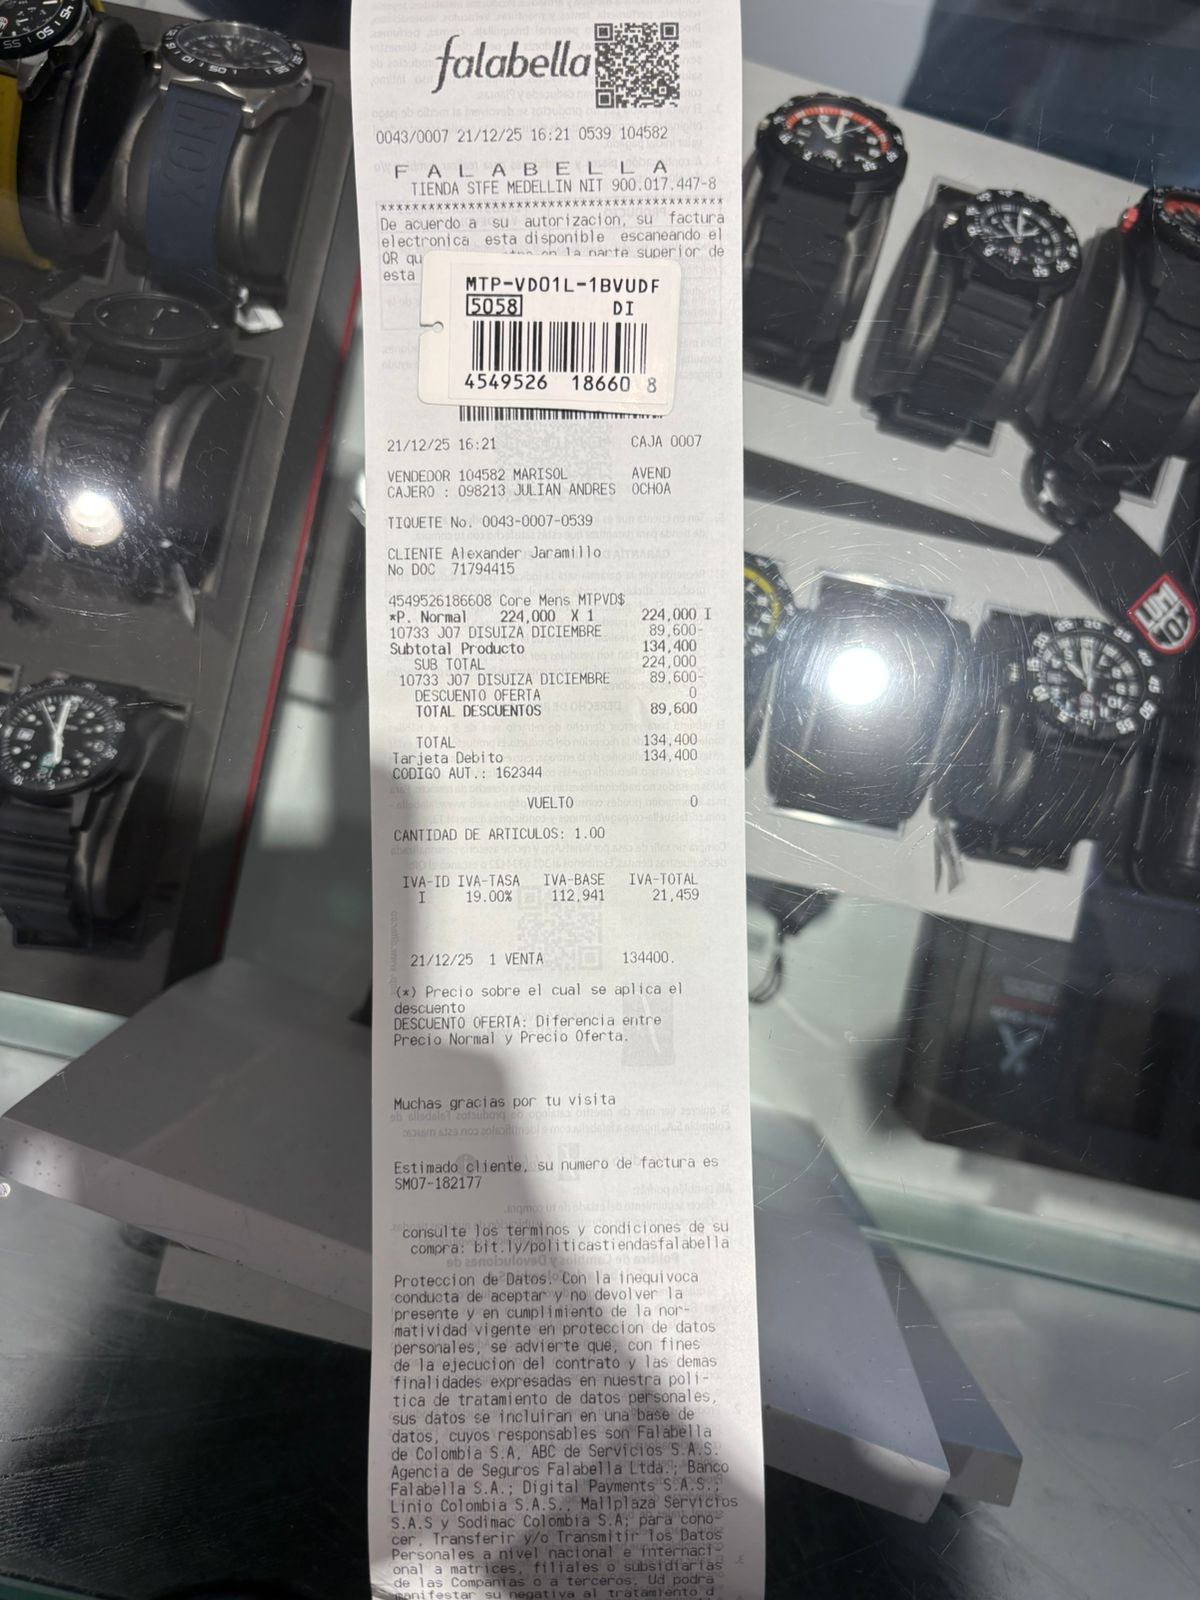 falabella
0043/0007 21/12/25 16:21 0539 104582
F A L A B E L L A
TIENDA STFE MEDELLIN NIT 900.017.447-8
****************************************
De acuerdo a su autorizacion, su factura
electronica esta disponible escaneando el
QR en la parte superior de
esta
MTP-VD01L-1BVUDF
5058 DI
4549526 18660 8
21/12/25 16:21 CAJA 0007
VENDEDOR 104582 MARISOL AVEND
CAJERO : 098213 JULIAN ANDRES OCHOA
TIQUETE No. 0043-0007-0539
CLIENTE Alexander Jaramillo
No DOC 71794415
4549526186608 Core Mens MTPVD$
*P. Normal 224,000 X 1 224,000 I
10733 J07 DISUIZA DICIEMBRE 89,600-
Subtotal Producto 134,400
SUB TOTAL 224,000
10733 J07 DISUIZA DICIEMBRE 89,600-
DESCUENTO OFERTA 0
TOTAL DESCUENTOS 89,600
TOTAL 134,400
Tarjeta Debito 134,400
CODIGO AUT.: 162344
VUELTO 0
CANTIDAD DE ARTICULOS: 1.00
IVA-ID IVA-TASA IVA-BASE IVA-TOTAL
I 19.00% 112,941 21,459
21/12/25 1 VENTA 134400.
(*) Precio sobre el cual se aplica el
descuento
DESCUENTO OFERTA: Diferencia entre
Precio Normal y Precio Oferta.
Muchas gracias por tu visita
Estimado cliente, su numero de factura es
SM07-182177
consulte los terminos y condiciones de su
compra: bit.ly/politicastiendasfalabella
Proteccion de Datos. Con la inequivoca
conducta de aceptar y no devolver la
presente y en cumplimiento de la nor-
matividad vigente en proteccion de datos
personales, se advierte que, con fines
de la ejecucion del contrato y las demas
finalidades expresadas en nuestra poli-
tica de tratamiento de datos personales,
sus datos se incluiran en una base de
datos, cuyos responsables son Falabella
de Colombia S.A, ABC de Servicios S.A.S.
Agencia de Seguros Falabella Ltda.; Banco
Falabella S.A.; Digital Payments S.A.S.;
Linio Colombia S.A.S., Mallplaza Servicios
S.A.S y Sodimac Colombia S.A; para cono-
cer, Transferir y/o Transmitir los Datos
Personales a nivel nacional e internaci-
onal a matrices, filiales o subsidiarias
de las Companias o a terceros. Ud podra
manifestar su negativa al tratamiento d
LUMI
NOX